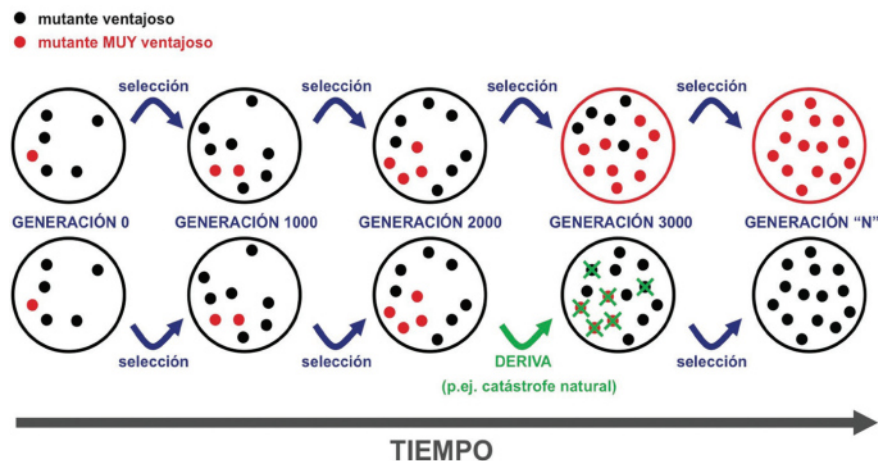 mutante ventajoso
mutante MUY ventajoso
selección
selección
selección
selección
GENERACIÓN 0
GENERACIÓN 1000
GENERACIÓN 2000
GENERACIÓN 3000
GENERACIÓN “N”
selección
selección
DERIVA
(p.ej. catástrofe natural)
selección
TIEMPO